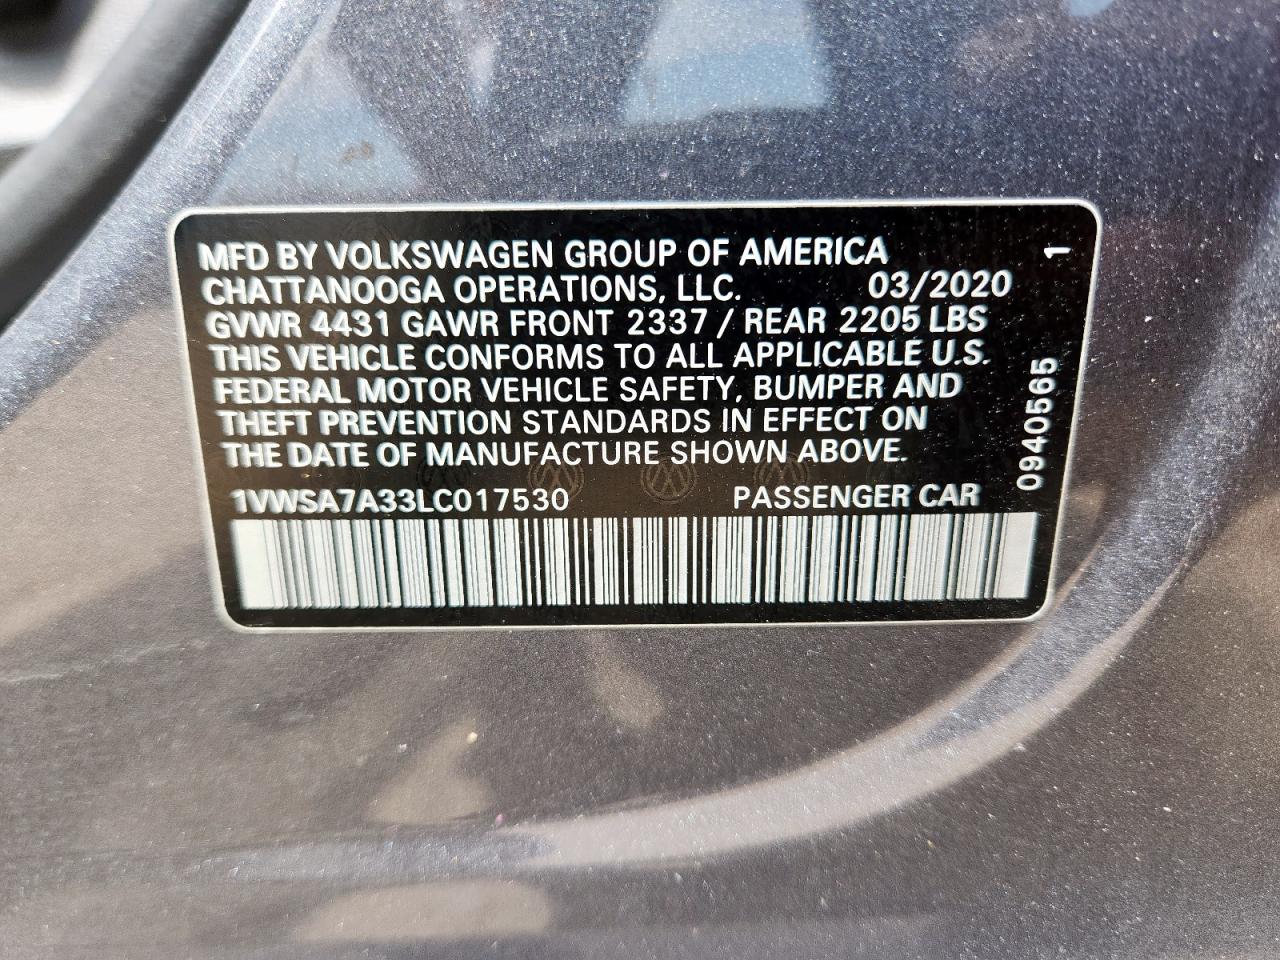 MFD BY VOLKSWAGEN GROUP OF AMERICA
CHATTANOOGA OPERATIONS, LLC. 03/2020
GVWR 4431 GAWR FRONT 2337 / REAR 2205 LBS
THIS VEHICLE CONFORMS TO ALL APPLICABLE U.S.
FEDERAL MOTOR VEHICLE SAFETY, BUMPER AND
THEFT PREVENTION STANDARDS IN EFFECT ON
THE DATE OF MANUFACTURE SHOWN ABOVE.
1VWSA7A33LC017530 PASSENGER CAR
0940565 1